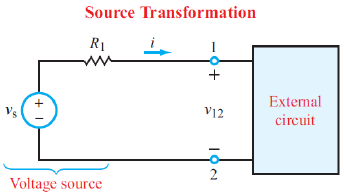 Source Transformation
R1
i
1
+
vs
+
v12
External
circuit
2
Voltage source